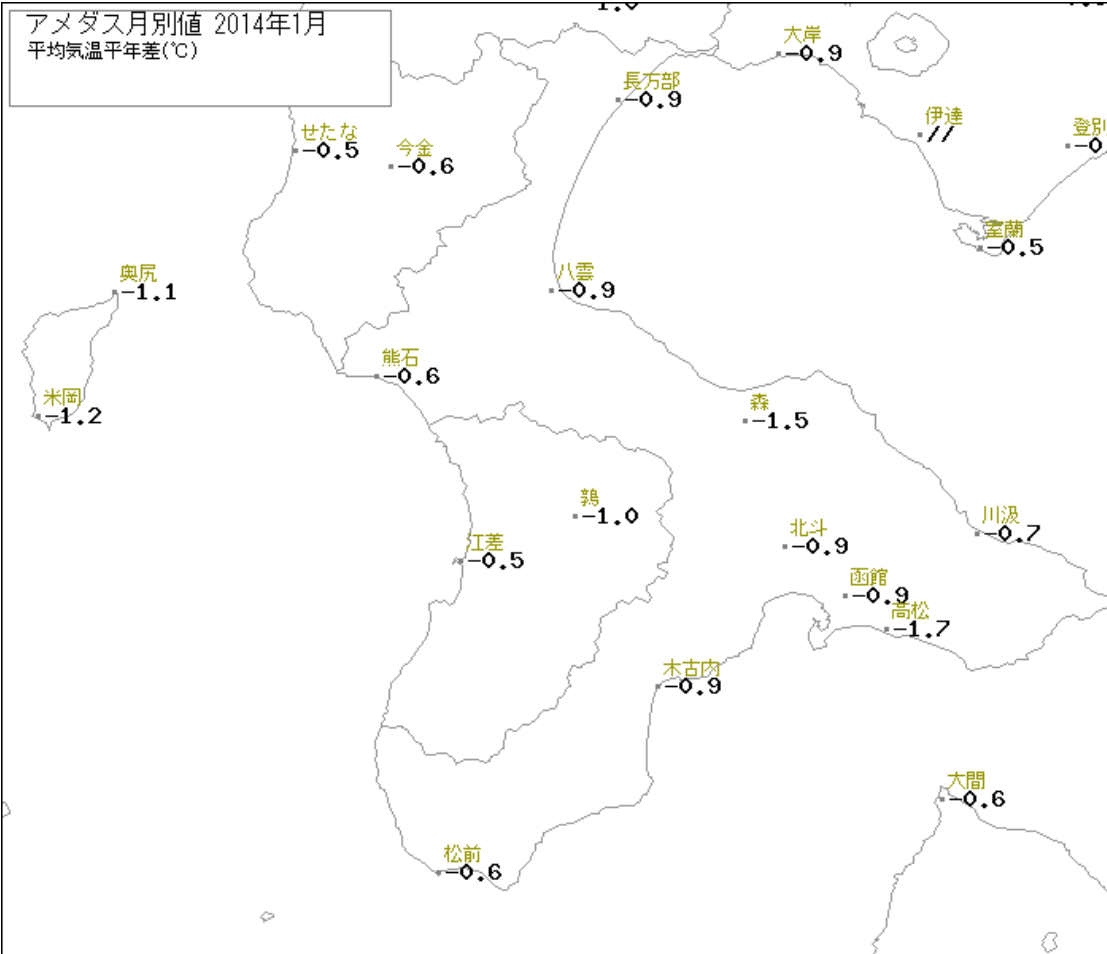 アメダス月別値 2014年1月
平均気温平年差(℃)
大岸
-0.9
長万部
-0.9
伊達
//
登別
-0
せたな
-0.5
今金
-0.6
室蘭
-0.5
奥尻
-1.1
八雲
-0.9
熊石
-0.6
米岡
-1.2
森
-1.5
鶉
-1.0
川汲
-0.7
北斗
-0.9
江差
-0.5
函館
-0.9
高松
-1.7
木古内
-0.9
大間
-0.6
松前
-0.6